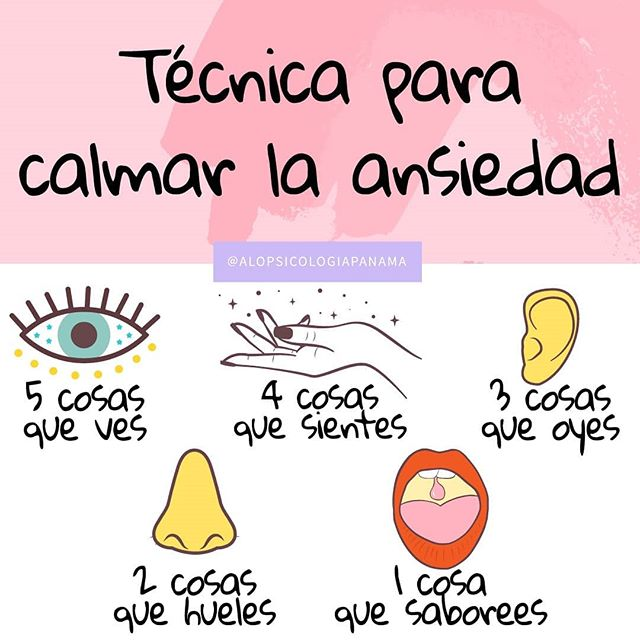 Técnica para
calmar la ansiedad
@ALOPSICOLOGIAPANAMA
5 cosas
que ves
4 cosas
que sientes
3 cosas
que oyes
2 cosas
que hueles
1 cosa
que saborees